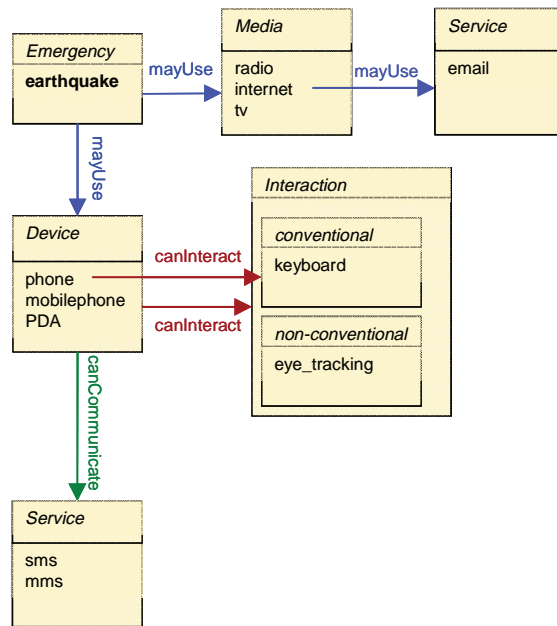 Emergency
earthquake
mayUse
Media
radio
internet
tv
mayUse
Service
email
mayUse
Device
phone
mobilephone
PDA
canInteract
canInteract
Interaction
conventional
keyboard
non-conventional
eye_tracking
canCommunicate
Service
sms
mms